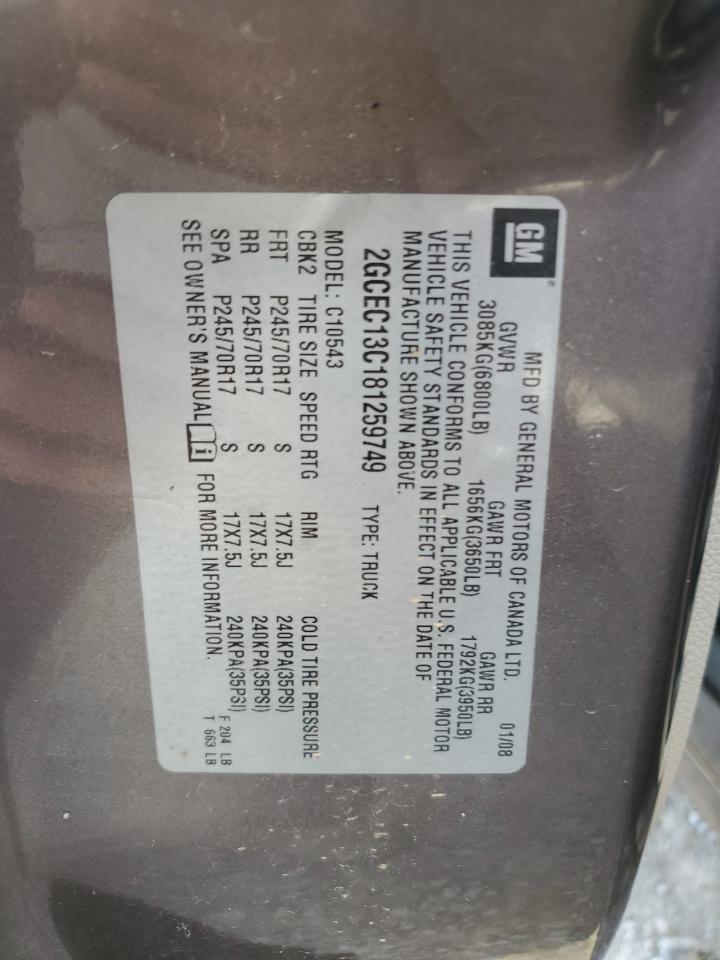 GM
MFD BY GENERAL MOTORS OF CANADA LTD. 01/08
GVWR GAWR FRT GAWR RR
3085KG(6800LB) 1656KG(3650LB) 1792KG(3950LB)
THIS VEHICLE CONFORMS TO ALL APPLICABLE U.S. FEDERAL MOTOR
VEHICLE SAFETY STANDARDS IN EFFECT ON THE DATE OF
MANUFACTURE SHOWN ABOVE.
2GCEC13C181259749 TYPE: TRUCK
MODEL: C10543
CBK2 TIRE SIZE SPEED RTG RIM COLD TIRE PRESSURE
FRT P245/70R17 S 17X7.5J 240KPA(35PSI)
RR P245/70R17 S 17X7.5J 240KPA(35PSI)
SPA P245/70R17 S 17X7.5J 240KPA(35PSI) F 204 LB
SEE OWNER'S MANUAL i FOR MORE INFORMATION. T 663 LB